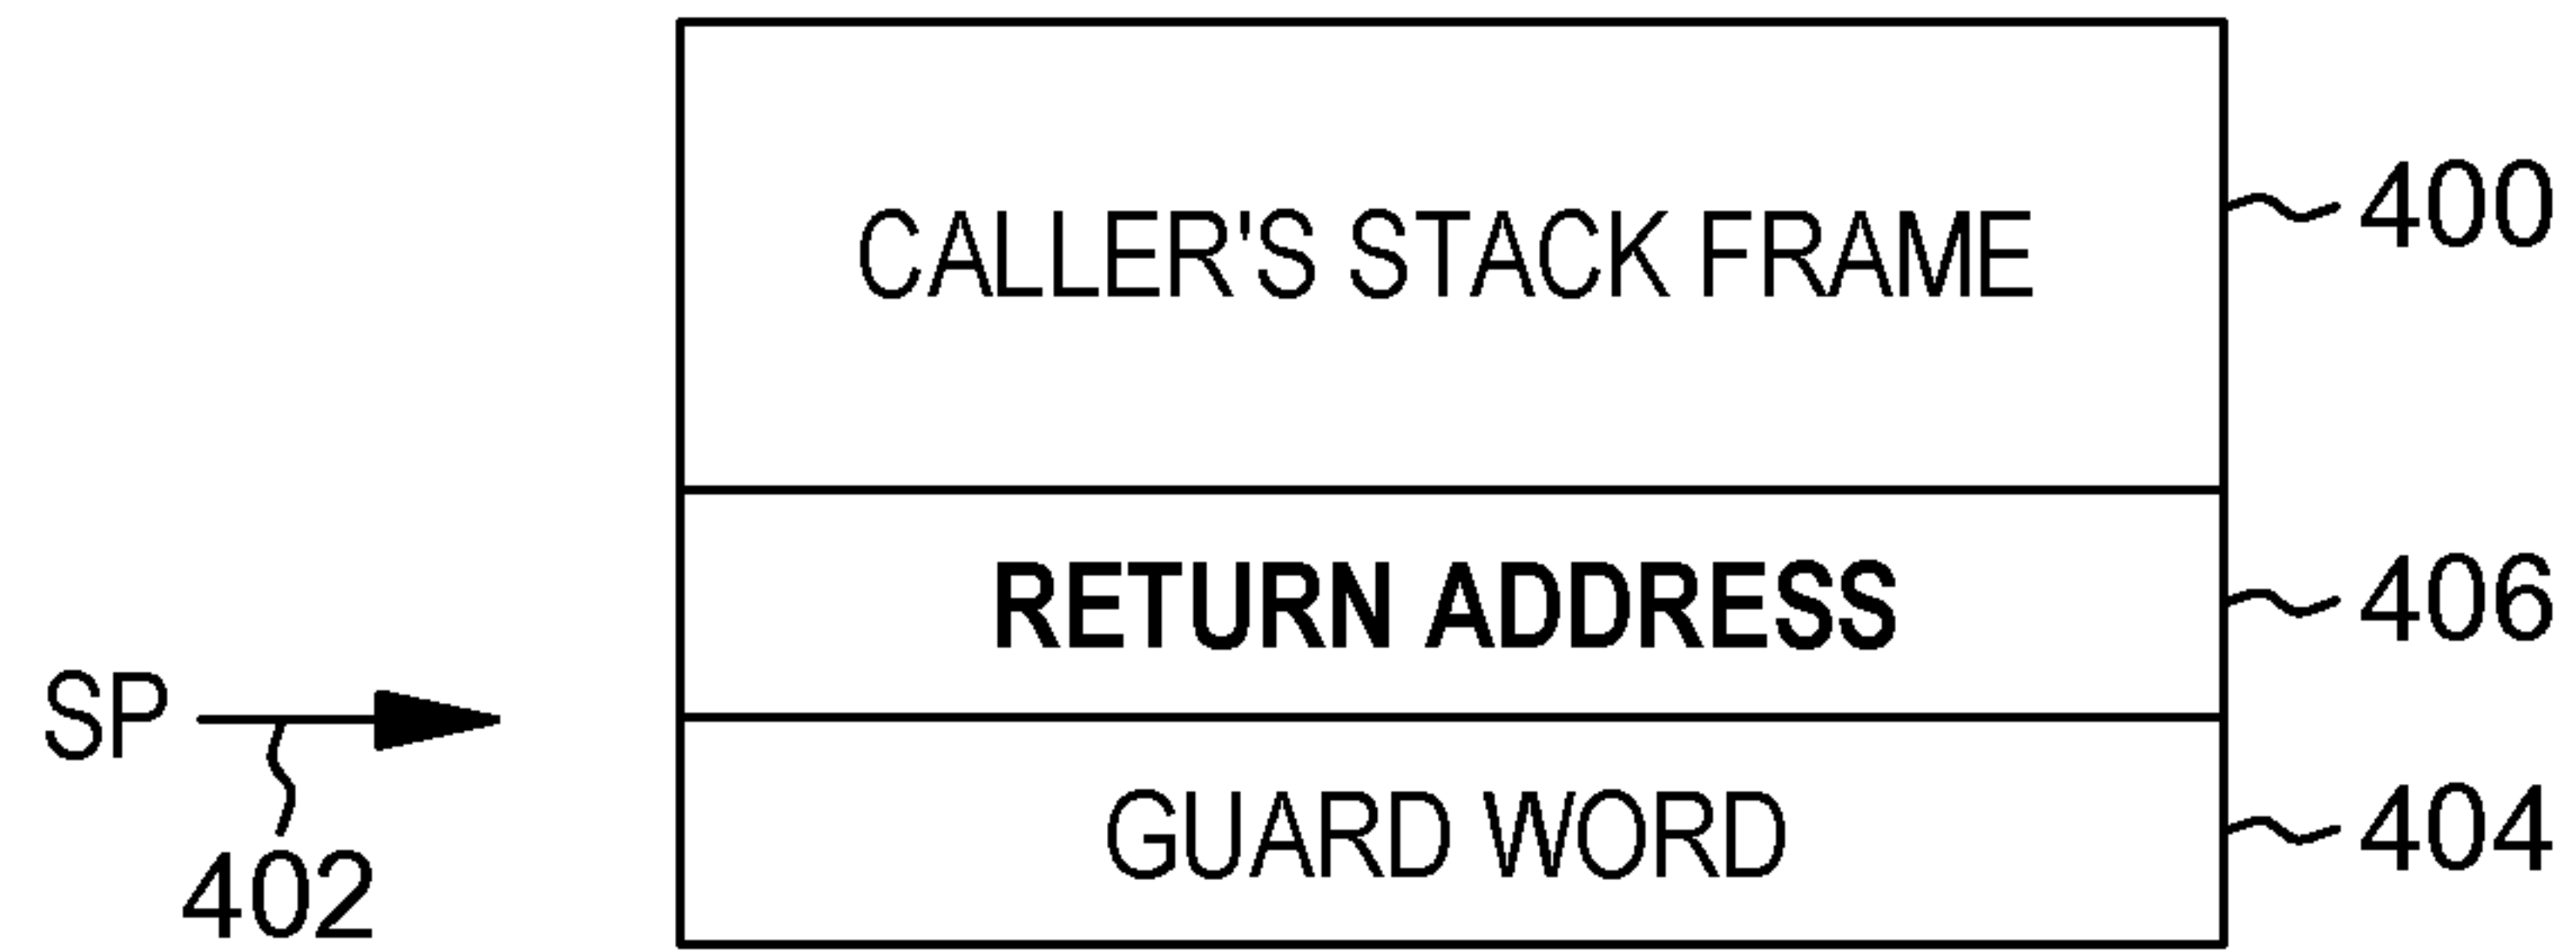 CALLER'S STACK FRAME
400
RETURN ADDRESS
406
SP
402
GUARD WORD
404